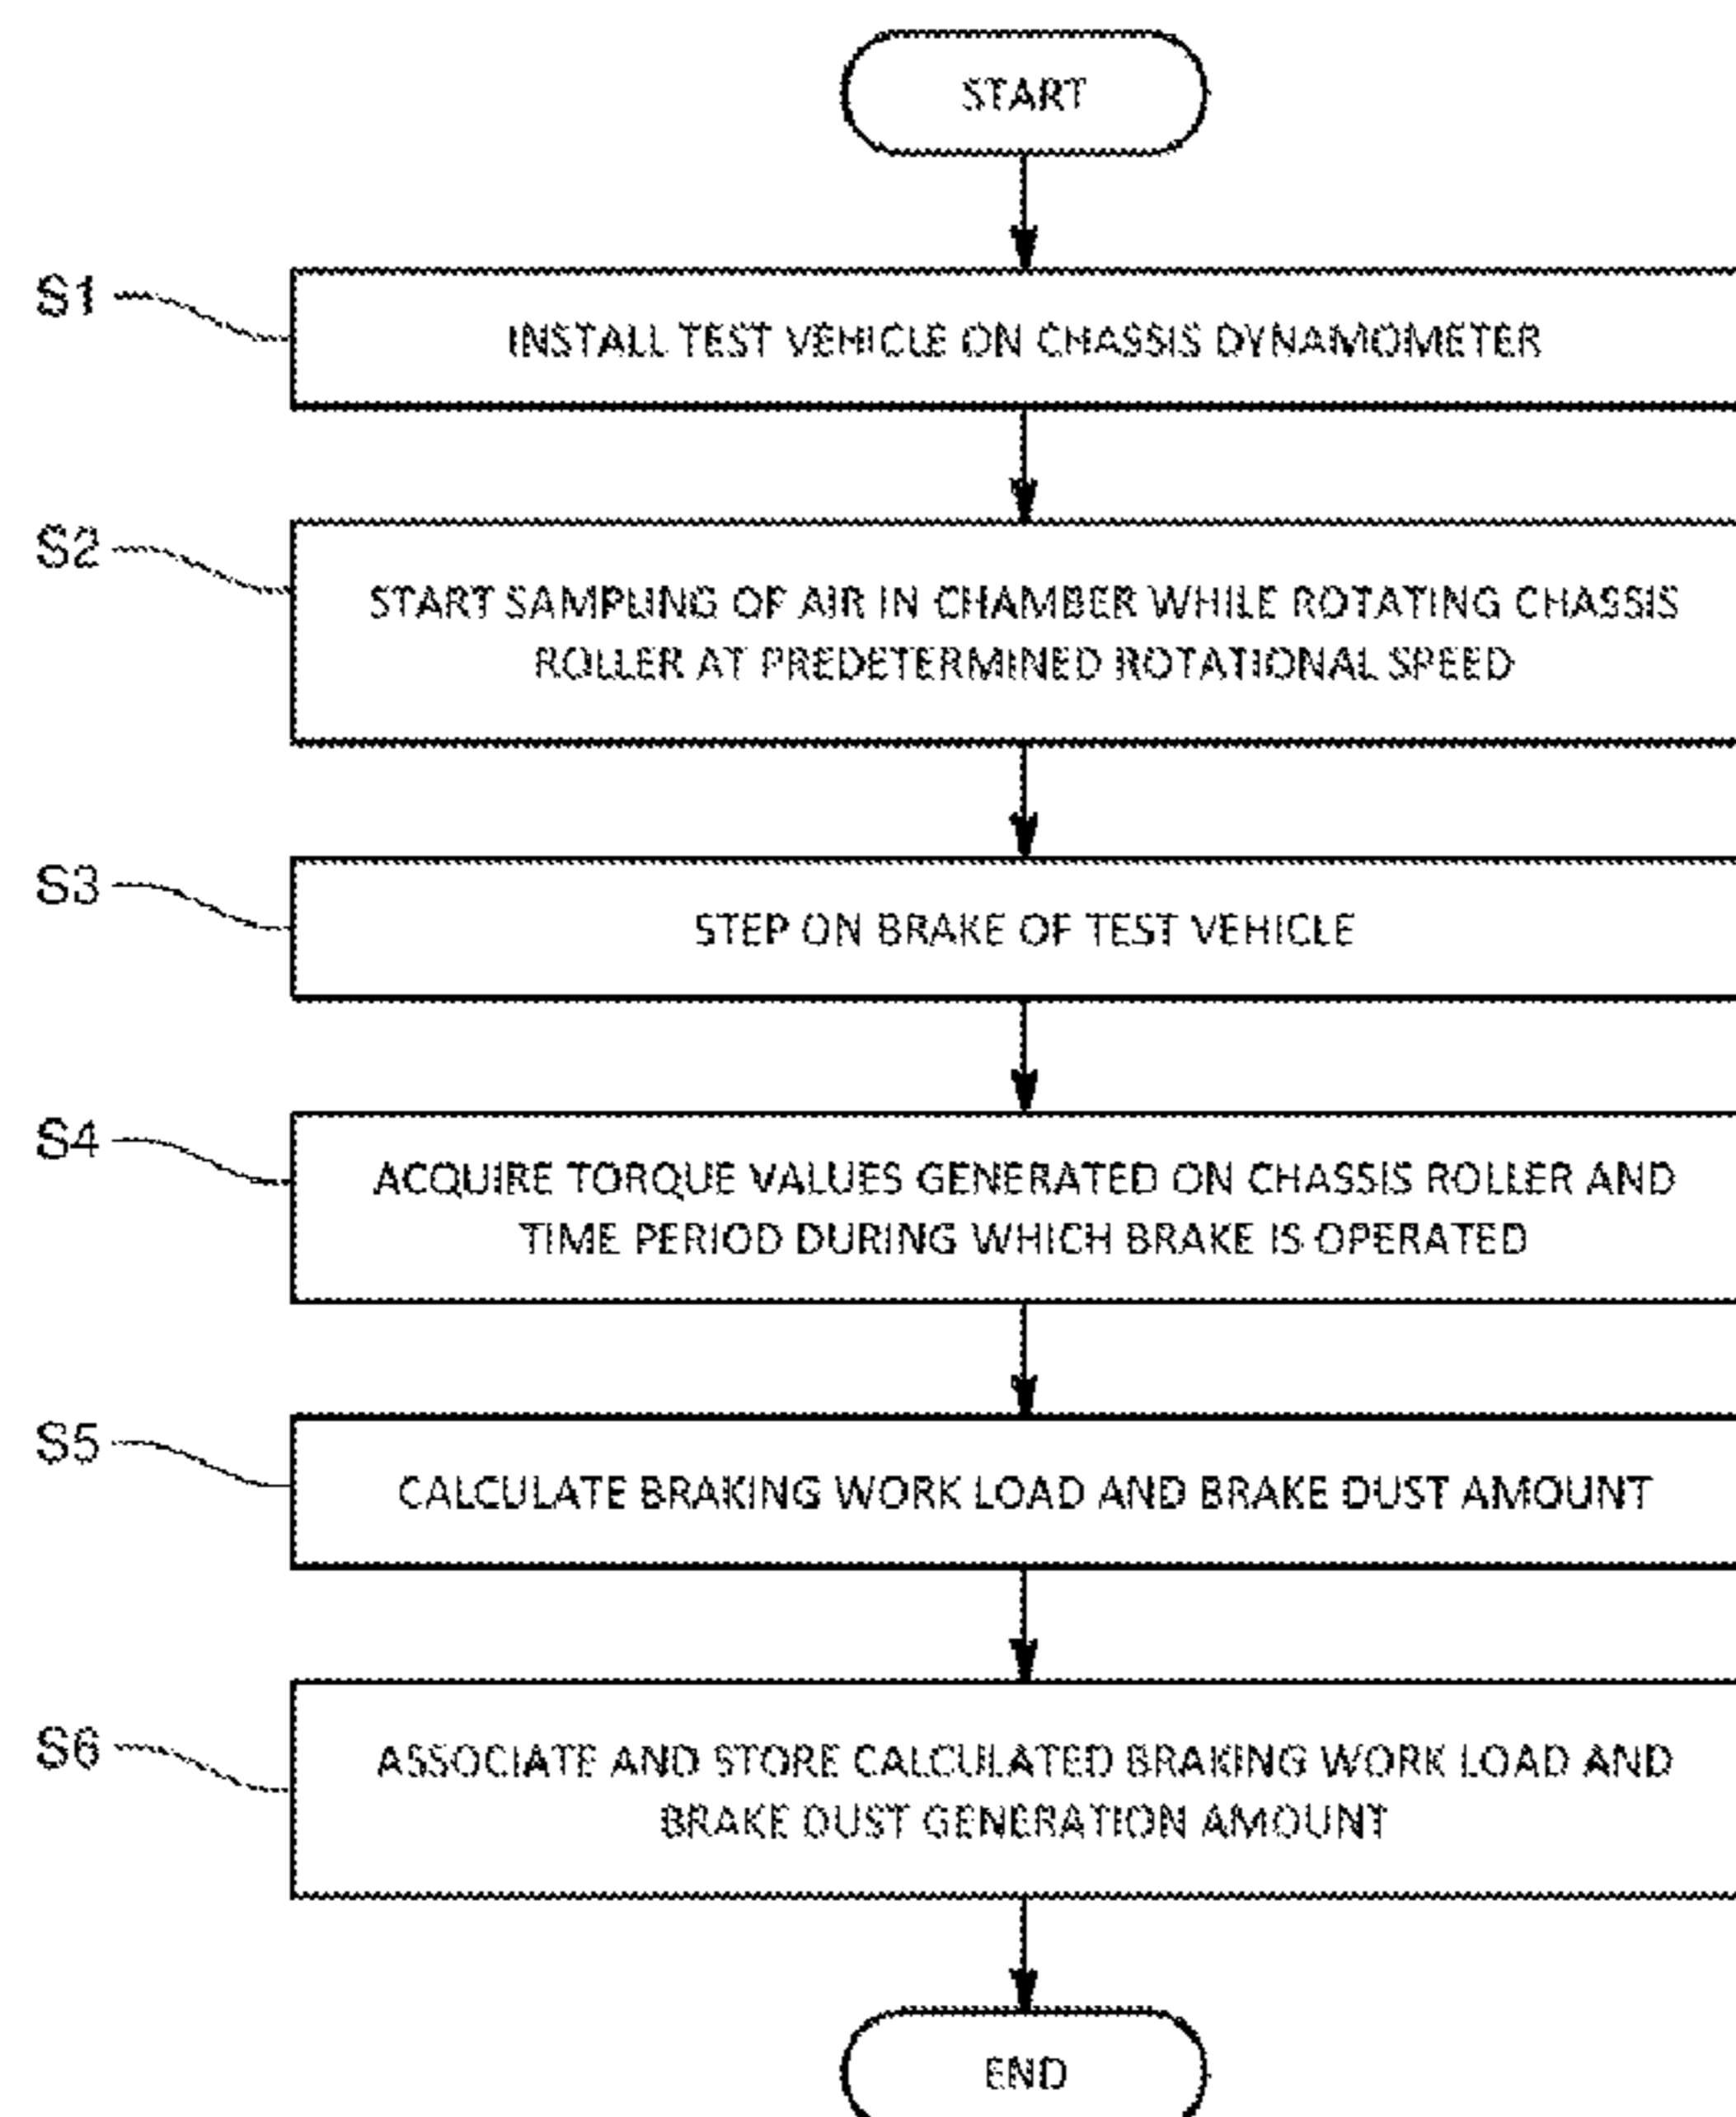 START
S1
INSTALL TEST VEHICLE ON CHASSIS DYNAMOMETER
S2
START SAMPLING OF AIR IN CHAMBER WHILE ROTATING CHASSIS
ROLLER AT PREDETERMINED ROTATIONAL SPEED
S3
STEP ON BRAKE OF TEST VEHICLE
S4
ACQUIRE TORQUE VALUES GENERATED ON CHASSIS ROLLER AND
TIME PERIOD DURING WHICH BRAKE IS OPERATED
S5
CALCULATE BRAKING WORK LOAD AND BRAKE DUST AMOUNT
S6
ASSOCIATE AND STORE CALCULATED BRAKING WORK LOAD AND
BRAKE DUST GENERATION AMOUNT
END